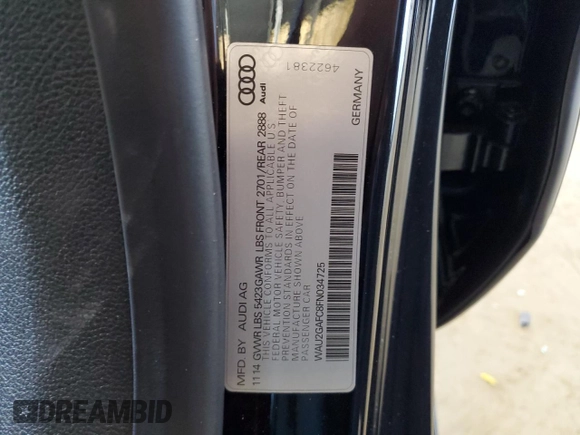 MFD. BY AUDI AG
Audi
11 14 GVWR LBS 5423 GAWR LBS FRONT 2701/REAR 2888
THIS VEHICLE CONFORMS TO ALL APPLICABLE U S
FEDERAL MOTOR VEHICLE SAFETY, BUMPER AND THEFT
PREVENTION STANDARDS IN EFFECT ON THE DATE OF
MANUFACTURE SHOWN ABOVE
PASSENGER CAR
WAU2GAFC8FN034725
GERMANY
4622381
DREAMBID